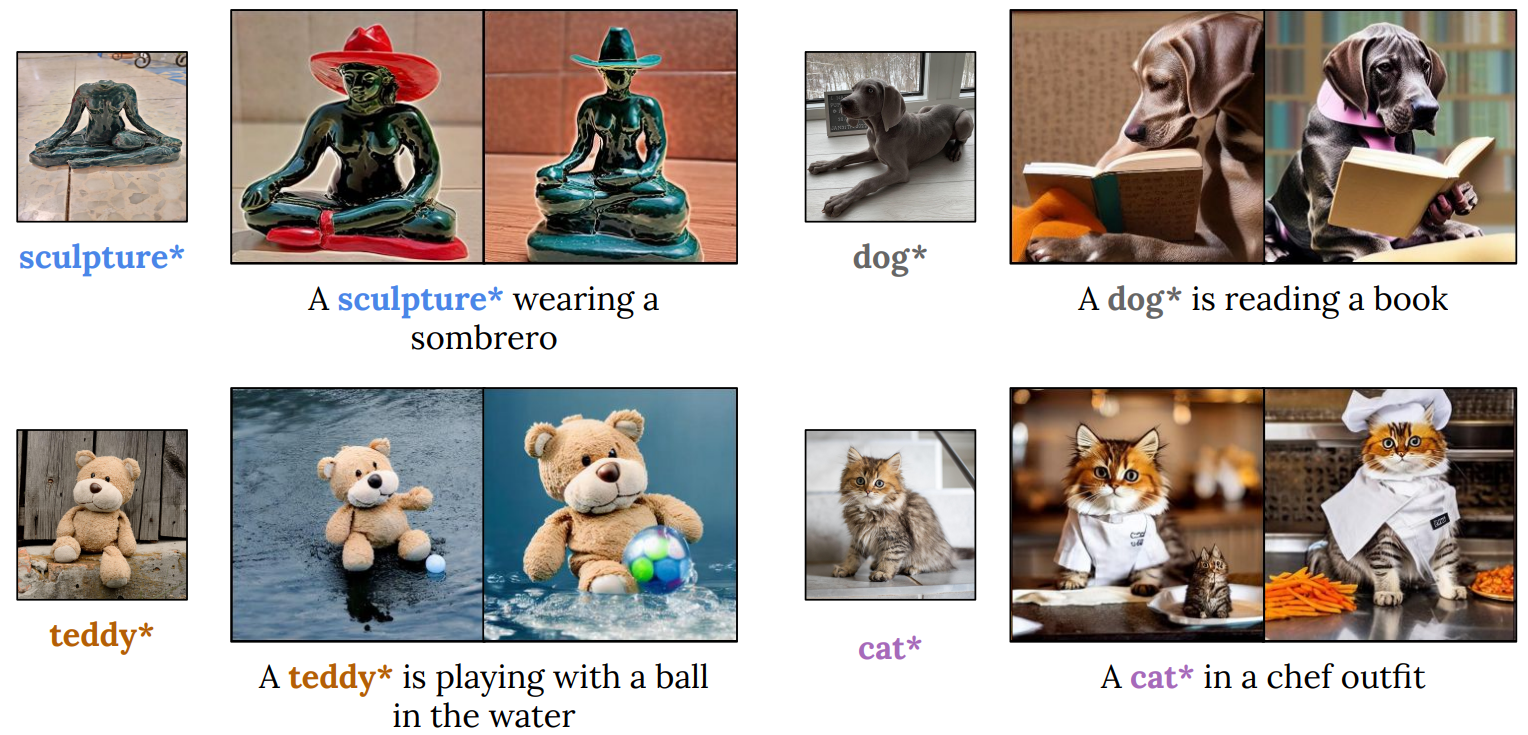 sculpture*
A sculpture* wearing a
sombrero
dog*
A dog* is reading a book
teddy*
A teddy* is playing with a ball
in the water
cat*
A cat* in a chef outfit